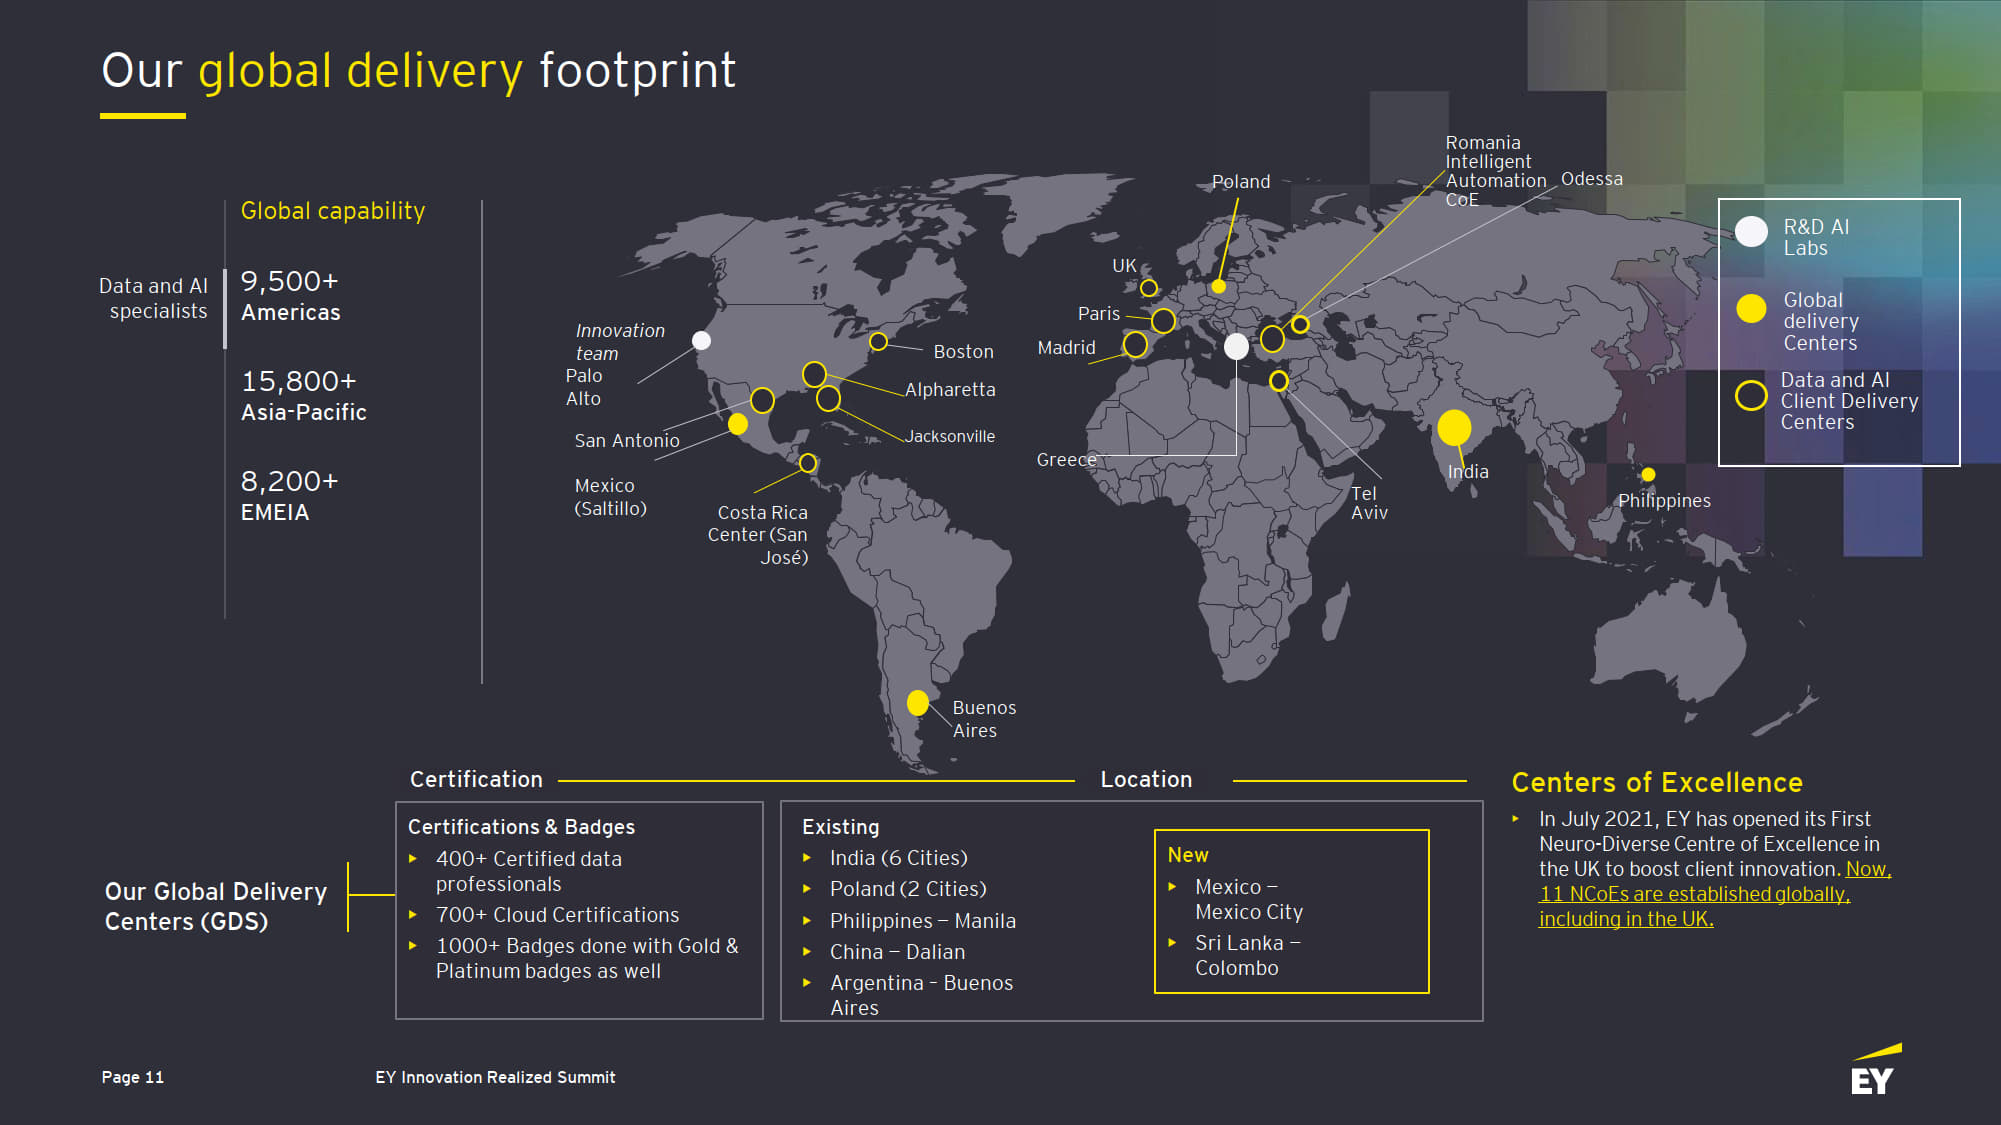 Our global delivery footprint
Global capability
Data and AI
specialists
9,500+
Americas
15,800+
Asia-Pacific
8,200+
EMEIA
Innovation
team
Palo
Alto
San Antonio
Mexico
(Saltillo)
Costa Rica
Center (San
José)
Boston
Alpharetta
Jacksonville
Buenos
Aires
UK
Paris
Madrid
Greece
Poland
Romania
Intelligent
Automation
CoE
Odessa
Tel
Aviv
India
Philippines
R&D AI
Labs
Global
delivery
Centers
Data and AI
Client Delivery
Centers
Our Global Delivery
Centers (GDS)
Certification
Certifications & Badges
400+ Certified data
professionals
700+ Cloud Certifications
1000+ Badges done with Gold &
Platinum badges as well
Location
Existing
India (6 Cities)
Poland (2 Cities)
Philippines – Manila
China – Dalian
Argentina – Buenos
Aires
New
Mexico –
Mexico City
Sri Lanka –
Colombo
Centers of Excellence
In July 2021, EY has opened its First
Neuro-Diverse Centre of Excellence in
the UK to boost client innovation. Now,
11 NCoEs are established globally,
including in the UK.
Page 11
EY Innovation Realized Summit
EY